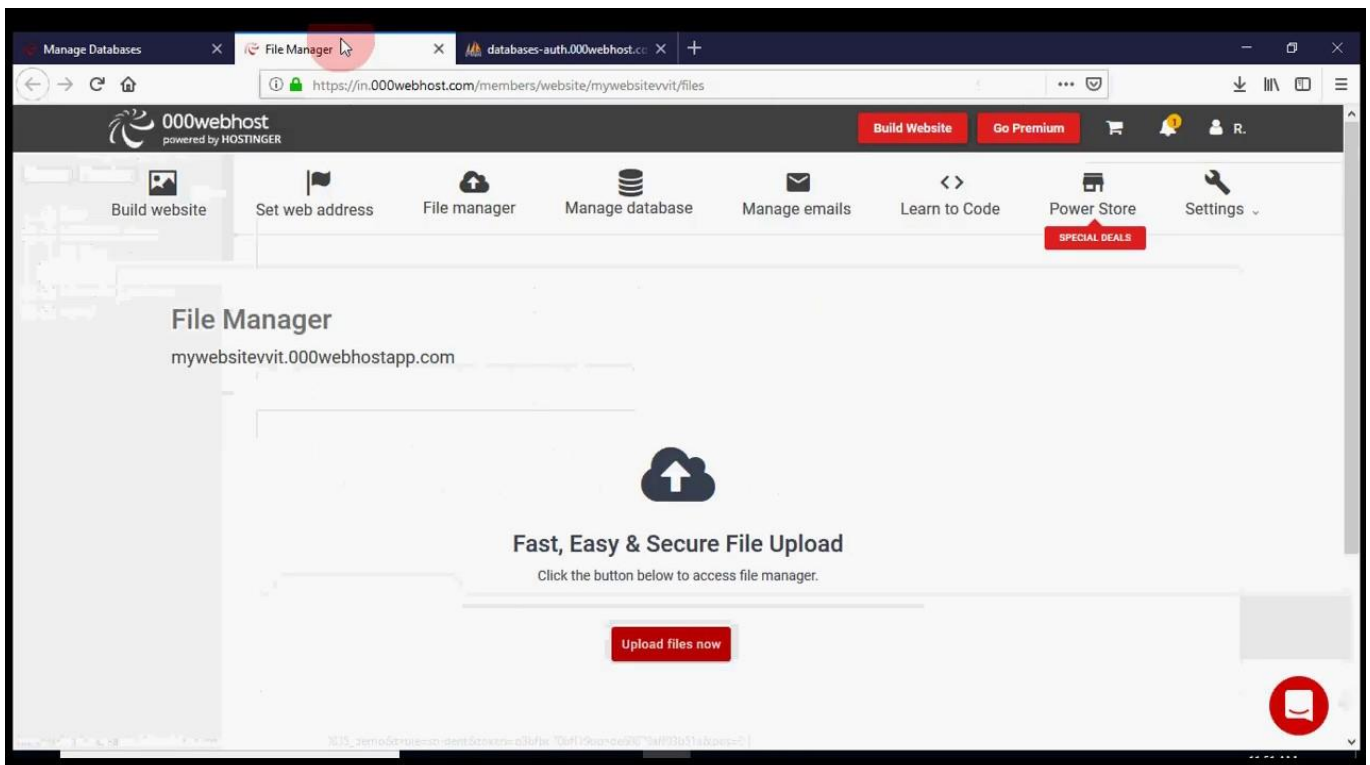 Manage Databases
File Manager
databases-auth.000webhost.cc
https://in.000webhost.com/members/website/mywebsitevvit/files
000webhost
powered by HOSTINGER
Build Website
Go Premium
1
R.
Build website
Set web address
File manager
Manage database
Manage emails
Learn to Code
Power Store
Settings
SPECIAL DEALS
File Manager
mywebsitevvit.000webhostapp.com
Fast, Easy & Secure File Upload
Click the button below to access file manager.
Upload files now